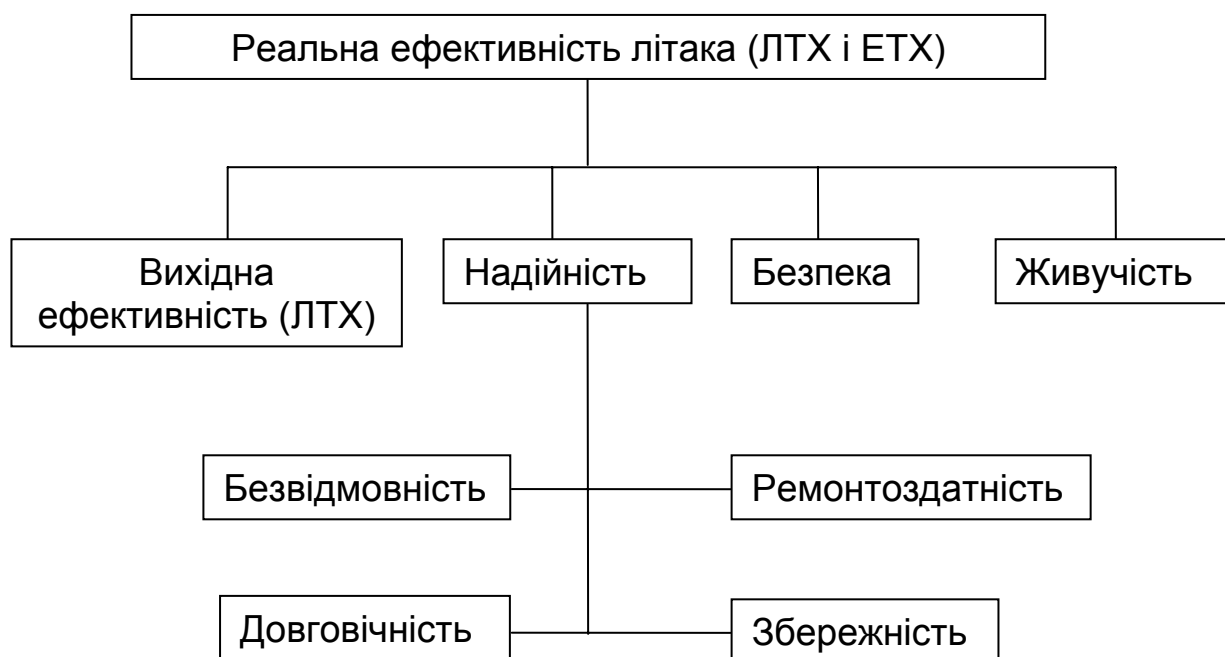 Реальна ефективність літака (ЛТХ і ЕТХ)
Вихідна
ефективність (ЛТХ)
Надійність
Безпека
Живучість
Безвідмовність
Ремонтоздатність
Довговічність
Збережність